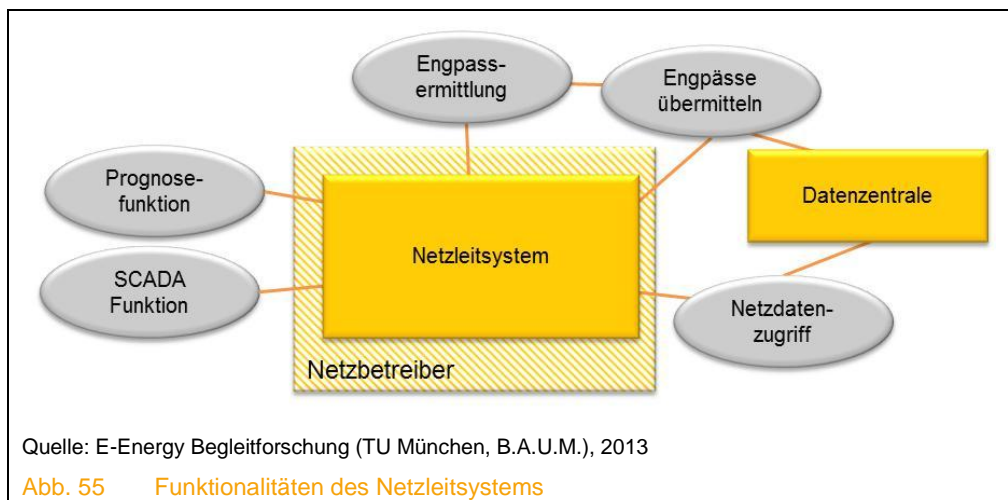 Engpass-
ermittlung
Engpässe
übermitteln
Prognose-
funktion
Datenzentrale
Netzleitsystem
SCADA
Funktion
Netzdaten-
zugriff
Netzbetreiber
Quelle: E-Energy Begleitforschung (TU München, B.A.U.M.), 2013
Abb. 55 Funktionalitäten des Netzleitsystems